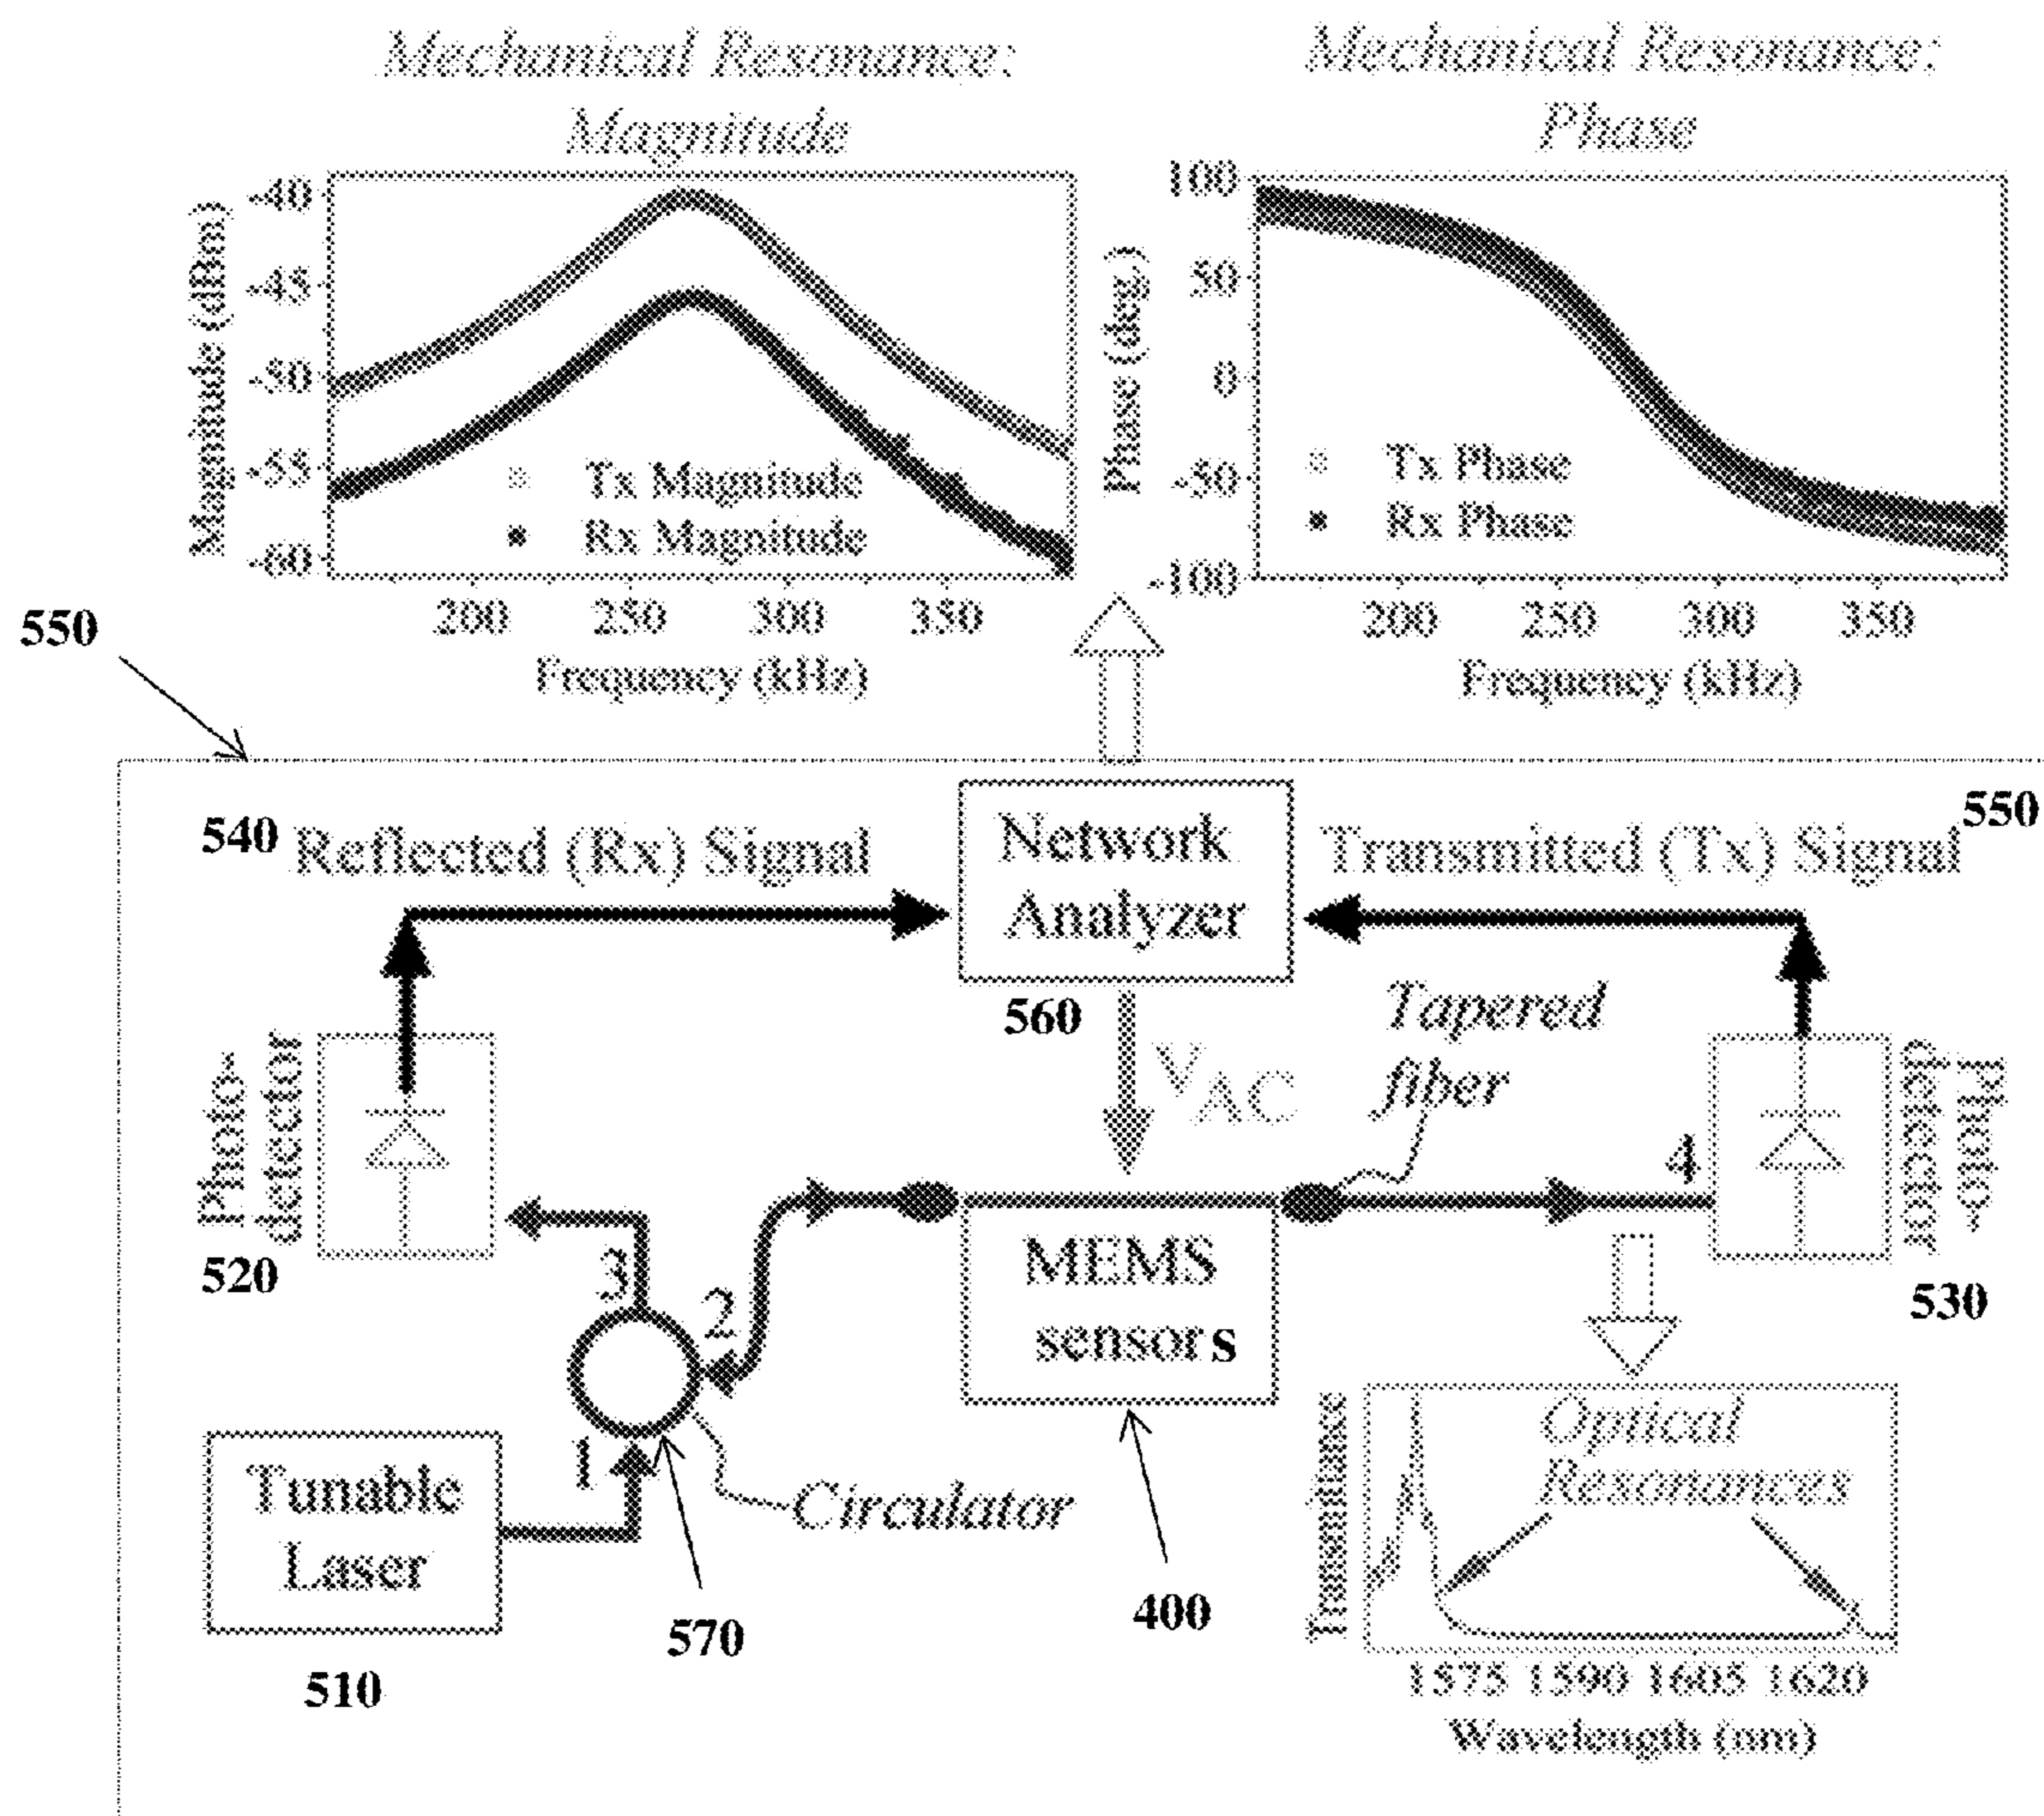 Mechanical Resonance:
Magnitude
Magnitude (dBm)
-40
-45
-50
-55
-60
Tx Magnitude
Rx Magnitude
200 250 300 350
Frequency (kHz)
Mechanical Resonance:
Phase
Phase (deg.)
100
50
0
-50
-100
Tx Phase
Rx Phase
200 250 300 350
Frequency (kHz)
550
540 Reflected (Rx) Signal
Network
Analyzer
560
Transmitted (Tx) Signal 550
VAC
Tapered
fiber
Photo-
detector
520
3
2
1
MEMS
sensors
400
4
Photo-
detector
530
Tunable
Laser
510
570
Circulator
Transmittance
Optical
Resonances
1575 1590 1605 1620
Wavelength (nm)